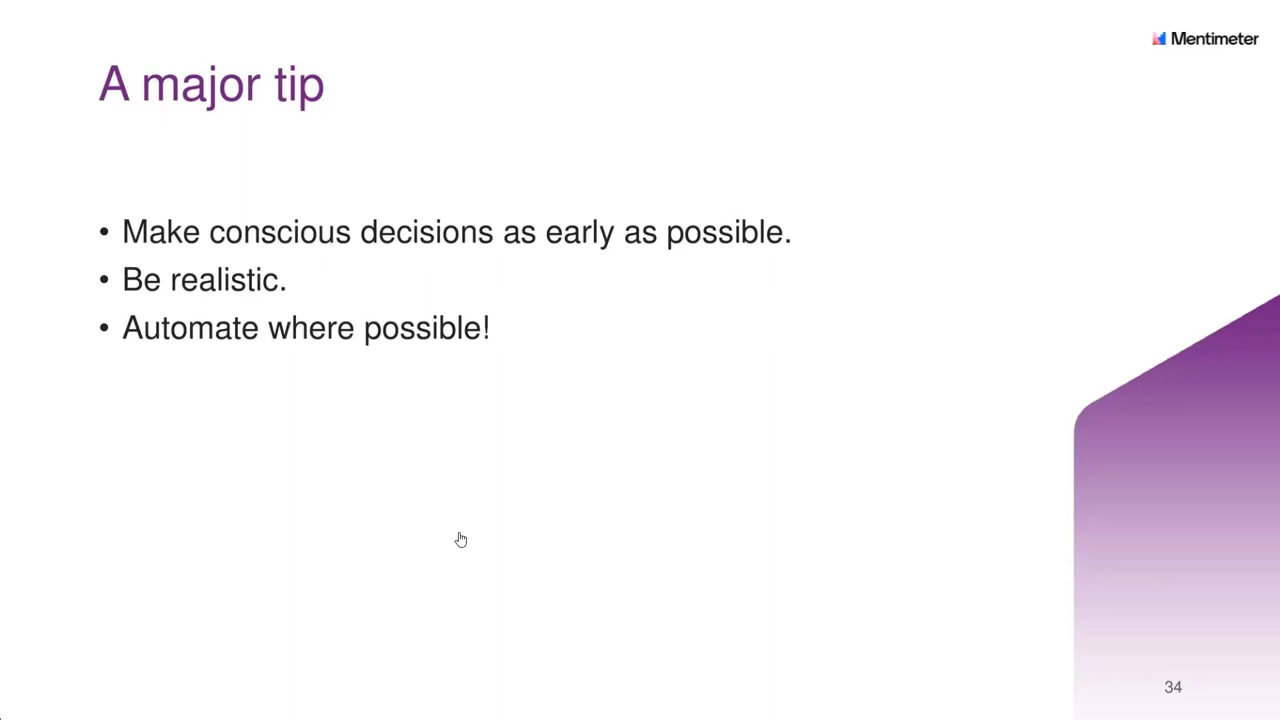 Mentimeter
A major tip
• Make conscious decisions as early as possible.
• Be realistic.
• Automate where possible!
34